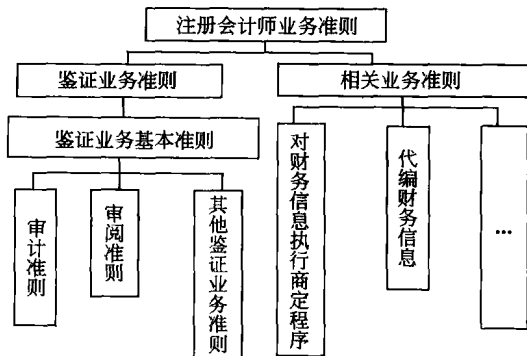 注册会计师业务准则
鉴证业务准则
相关业务准则
鉴证业务基本准则
审计准则
审阅准则
其他鉴证业务准则
对财务信息执行商定程序
代编财务信息
…